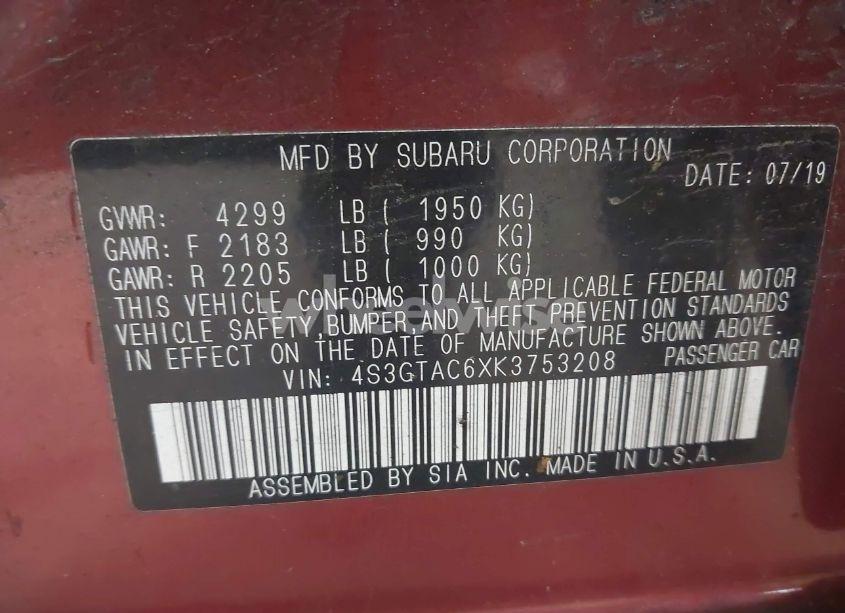 MFD BY SUBARU CORPORATION
DATE: 07/19
GVWR: 4299 LB ( 1950 KG)
GAWR: F 2183 LB ( 990 KG)
GAWR: R 2205 LB ( 1000 KG)
THIS VEHICLE CONFORMS TO ALL APPLICABLE FEDERAL MOTOR
VEHICLE SAFETY,BUMPER,AND THEFT PREVENTION STANDARDS
IN EFFECT ON THE DATE OF MANUFACTURE SHOWN ABOVE.
VIN: 4S3GTAC6XK3753208 PASSENGER CAR
ASSEMBLED BY SIA INC. MADE IN U.S.A.